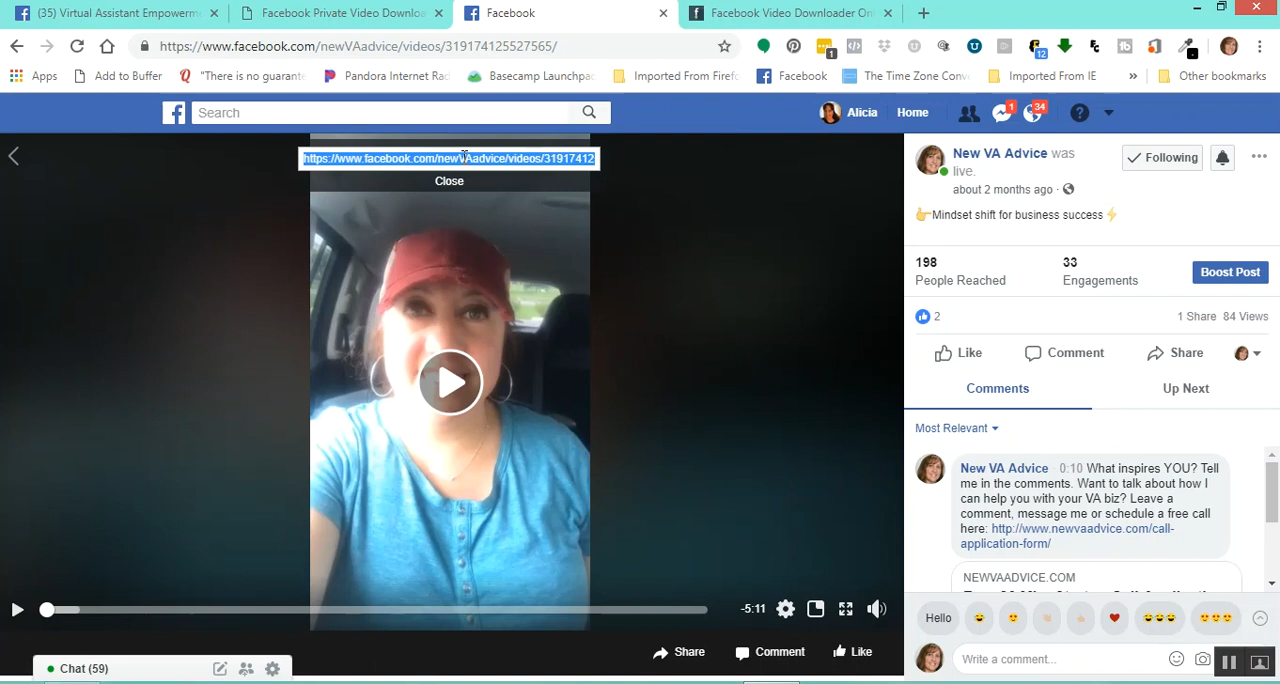 (35) Virtual Assistant Empowerm
Facebook Private Video Downloa
Facebook
Facebook Video Downloader Onl
https://www.facebook.com/newVAadvice/videos/319174125527565/
1
12
Apps
Add to Buffer
"There is no guarante
Pandora Internet Rad
Basecamp Launchpad
Imported From Firefo
Facebook
The Time Zone Conv
Imported From IE
»
Other bookmarks
Search
Alicia
Home
1
34
https://www.facebook.com/newVAadvice/videos/31917412
Close
New VA Advice was
live.
about 2 months ago ·
👉Mindset shift for business success⚡
Following
198
People Reached
33
Engagements
Boost Post
2
1 Share 84 Views
Like
Comment
Share
Comments
Up Next
Most Relevant
New VA Advice · 0:10 What inspires YOU? Tell
me in the comments. Want to talk about how I
can help you with your VA biz? Leave a
comment, message me or schedule a free call
here: http://www.newvaadvice.com/call-
application-form/
NEWVAADVICE.COM
-5:11
Share
Comment
Like
Hello
Write a comment...
Chat (59)